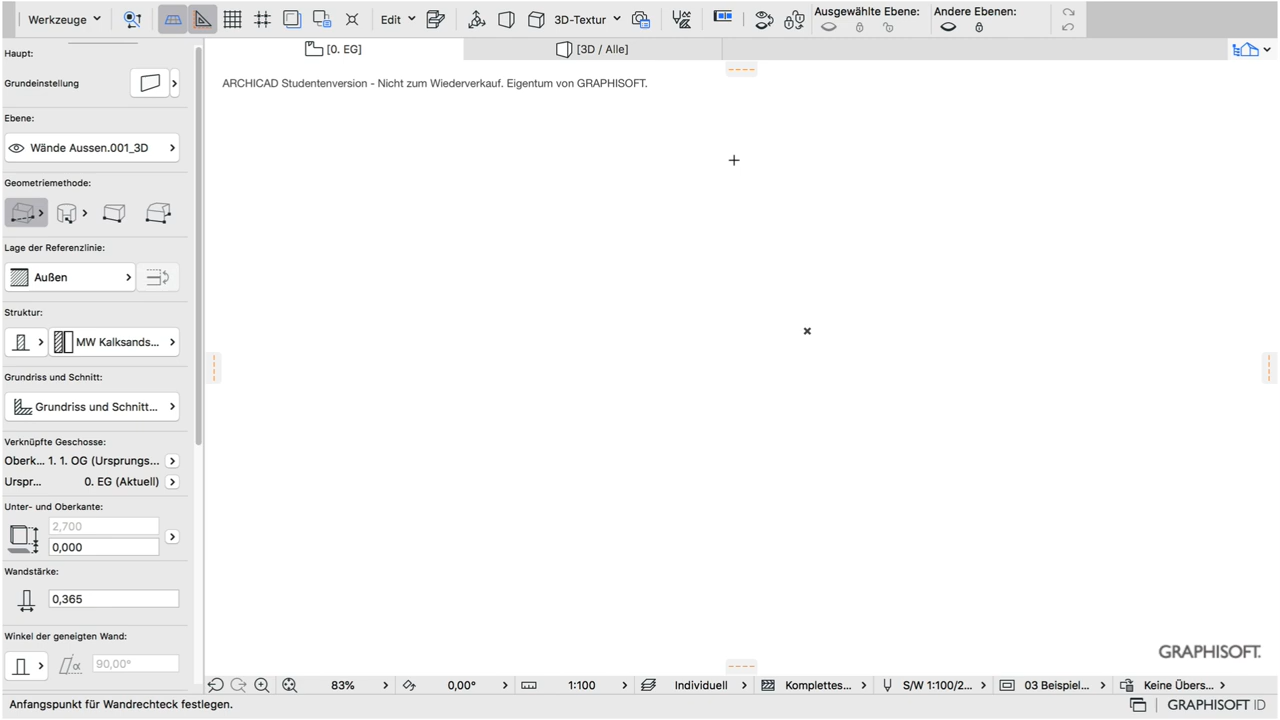 Werkzeuge
Edit
3D-Textur
Ausgewählte Ebene:
Andere Ebenen:
[0. EG]
[3D / Alle]
Haupt:
Grundeinstellung
ARCHICAD Studentenversion - Nicht zum Wiederverkauf. Eigentum von GRAPHISOFT.
Ebene:
Wände Aussen.001_3D
Geometriemethode:
Lage der Referenzlinie:
Außen
Struktur:
MW Kalksands...
Grundriss und Schnitt:
Grundriss und Schnitt...
Verknüpfte Geschosse:
Oberk... 1. 1. OG (Ursprungs...
Urspr... 0. EG (Aktuell)
Unter- und Oberkante:
2,700
0,000
Wandstärke:
0,365
Winkel der geneigten Wand:
α 90,00°
GRAPHISOFT.
83%
0,00°
1:100
Individuell
Komplettes...
S/W 1:100/2...
03 Beispiel...
Keine Übers...
Anfangspunkt für Wandrechteck festlegen.
GRAPHISOFT ID